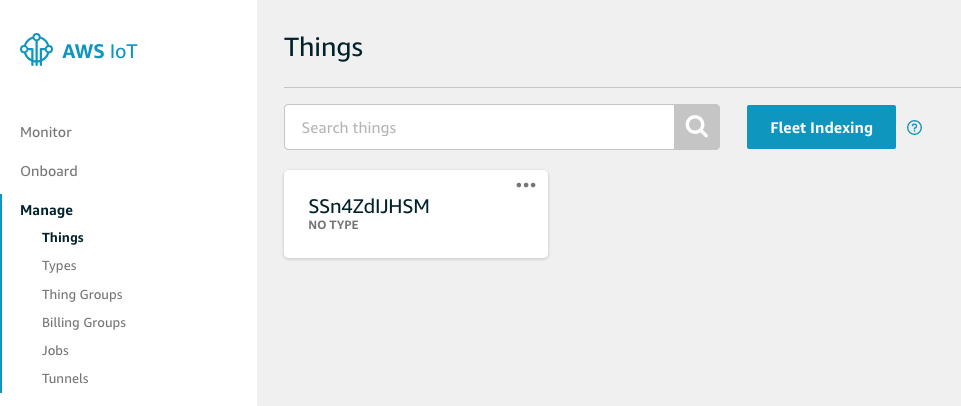 AWS IoT
Monitor
Onboard
Manage
Things
Types
Thing Groups
Billing Groups
Jobs
Tunnels
Things
Search things
Fleet Indexing
SSn4ZdIJHSM
NO TYPE